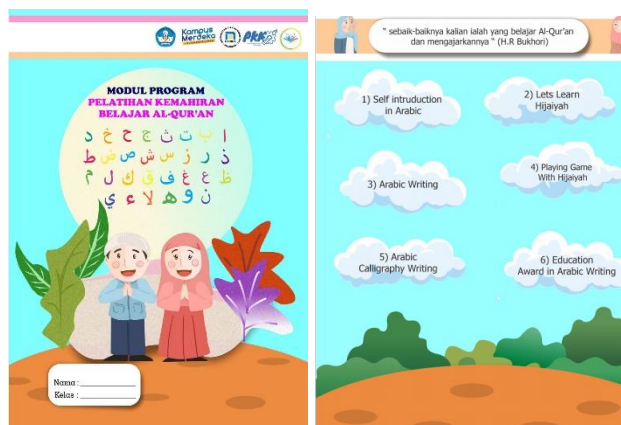 Kampus
Merdeka
PKK
MODUL PROGRAM
PELATIHAN KEMAHIRAN
BELAJAR AL-QUR'AN
ا ب ت ث ج ح خ د
ذ ر ز س ش ص ض ط
ظ ع غ ف ق ك ل م
ن و ه لا ء ي
Nama :
Kelas :
" sebaik-baiknya kalian ialah yang belajar Al-Qur'an
dan mengajarkannya " (H.R Bukhori)
1) Self intruduction
in Arabic
2) Lets Learn
Hijaiyah
3) Arabic Writing
4) Playing Game
With Hijaiyah
5) Arabic
Calligraphy Writing
6) Education
Award in Arabic Writing